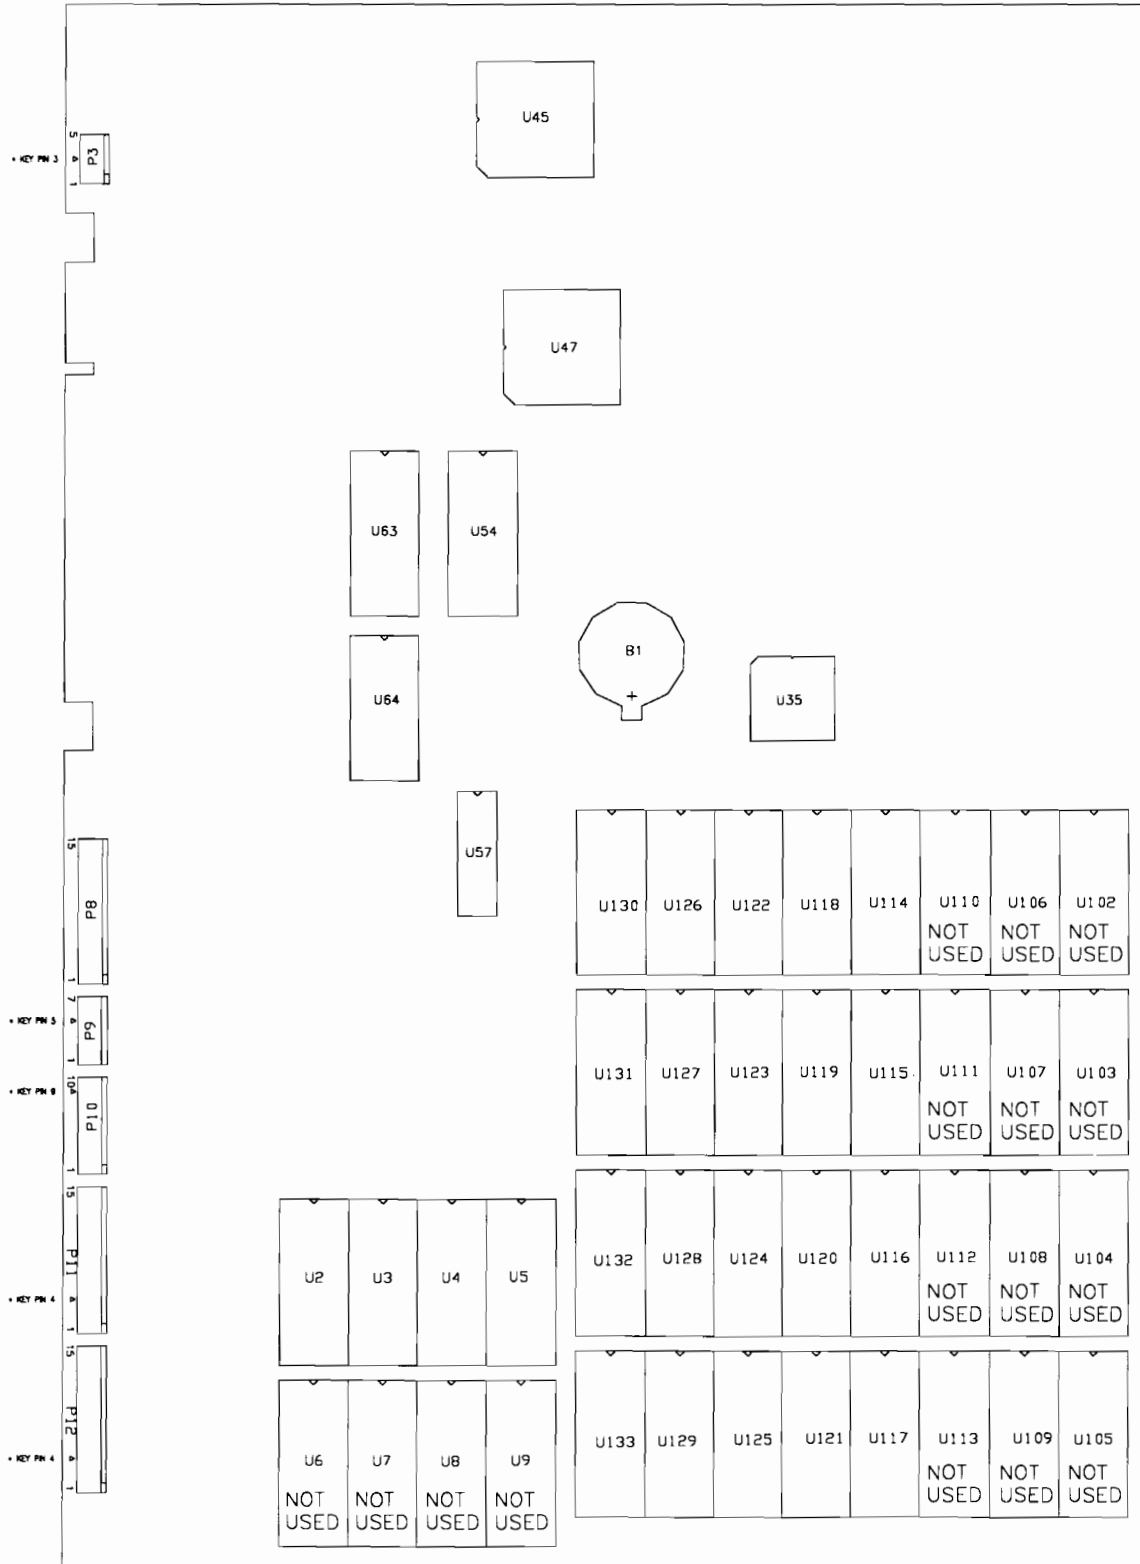 U45
5
* KEY PIN 3
P3
1
U47
U63
U54
B1
+
U64
U35
U57
15
P8
1
U130 U126 U122 U118 U114 U110 U106 U102
NOT NOT NOT
USED USED USED
7
* KEY PIN 5
P9
1
10
* KEY PIN 9
P10
1
U131 U127 U123 U119 U115 U111 U107 U103
NOT NOT NOT
USED USED USED
15
P11
* KEY PIN 4
1
U2 U3 U4 U5
U132 U128 U124 U120 U116 U112 U108 U104
NOT NOT NOT
USED USED USED
15
P12
* KEY PIN 4
1
U6 U7 U8 U9
NOT NOT NOT NOT
USED USED USED USED
U133 U129 U125 U121 U117 U113 U109 U105
NOT NOT NOT
USED USED USED